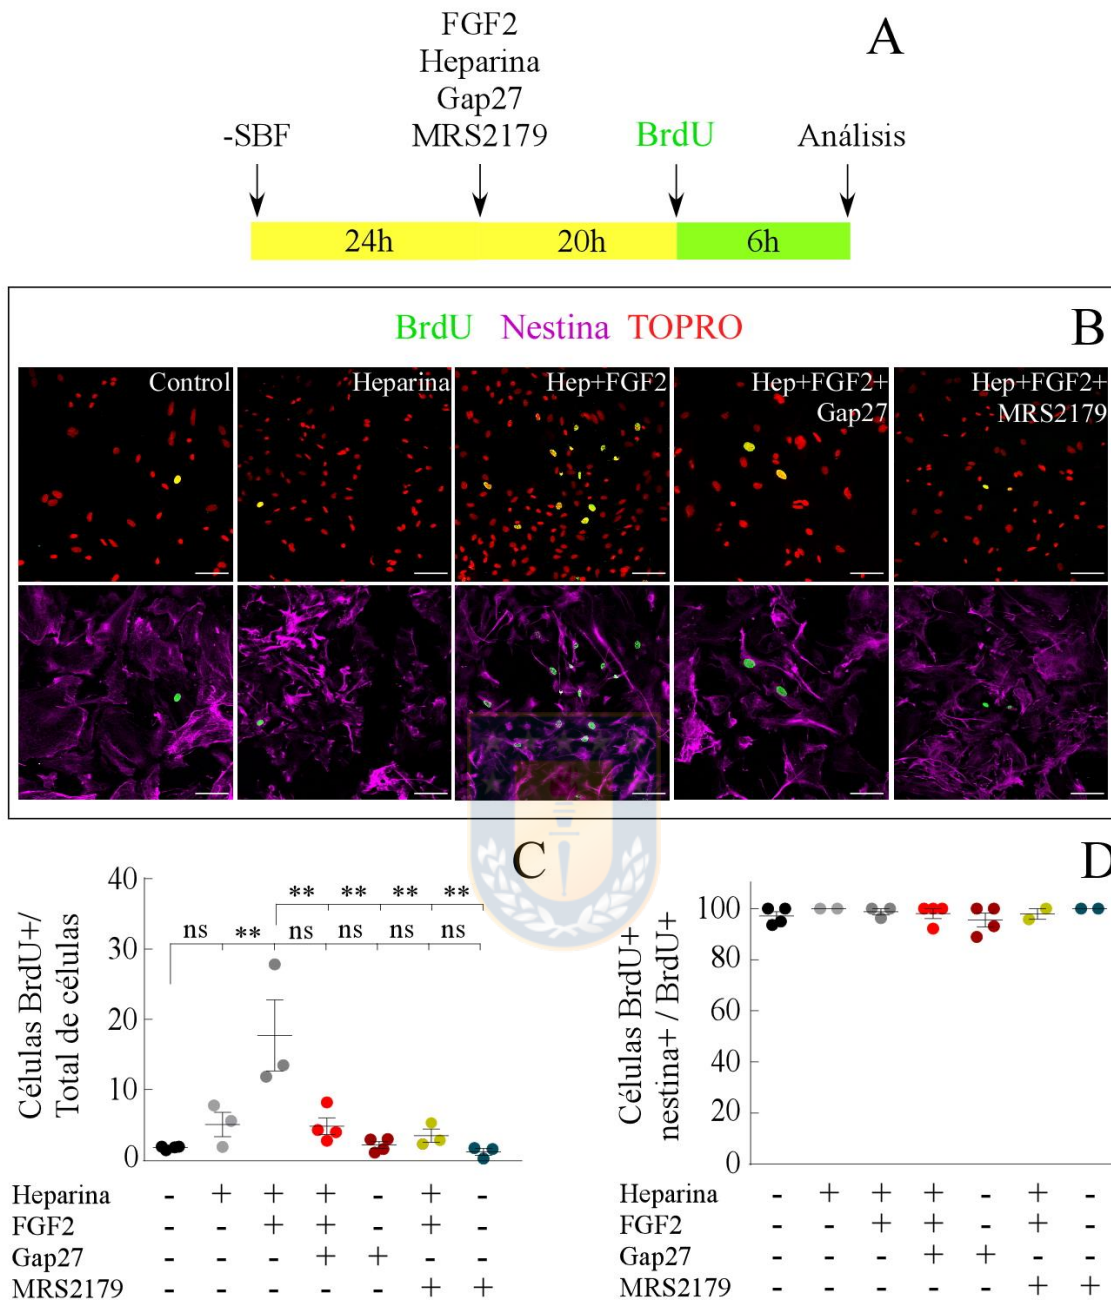 FGF2
Heparina
Gap27
-SBF MRS2179 BrdU Análisis
A
24h 20h 6h
BrdU Nestina TOPRO
B
Control Heparina Hep+FGF2 Hep+FGF2+ Hep+FGF2+
Gap27 MRS2179
C
40
30
20
10
0
Células BrdU+/
Total de células
** ** ** **
ns ** ns ns ns ns
Heparina - + + + - + -
FGF2 - - + + - + -
Gap27 - - - + + - -
MRS2179 - - - - - + +
D
100
80
60
40
20
0
Células BrdU+
nestina+ / BrdU+
Heparina - + + + - + -
FGF2 - - + + - + -
Gap27 - - - + + - -
MRS2179 - - - - - + +